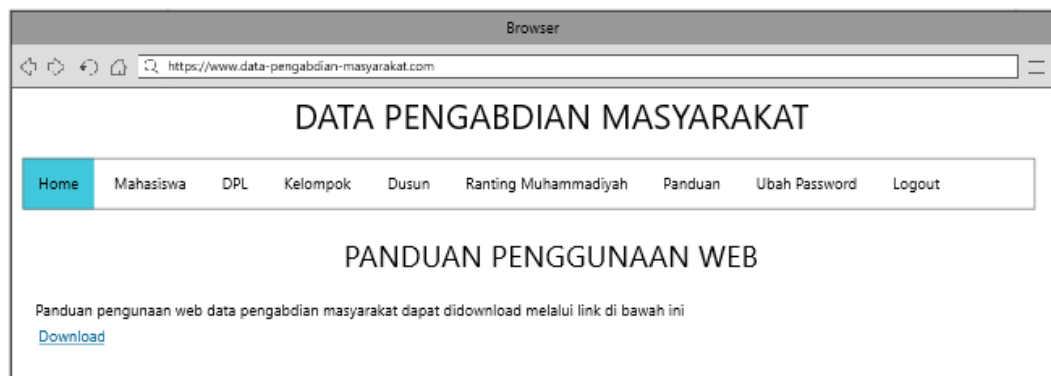 Browser
https://www.data-pengabdian-masyarakat.com
DATA PENGABDIAN MASYARAKAT
Home Mahasiswa DPL Kelompok Dusun Ranting Muhammadiyah Panduan Ubah Password Logout
PANDUAN PENGGUNAAN WEB
Panduan pengunaan web data pengabdian masyarakat dapat didownload melalui link di bawah ini
Download